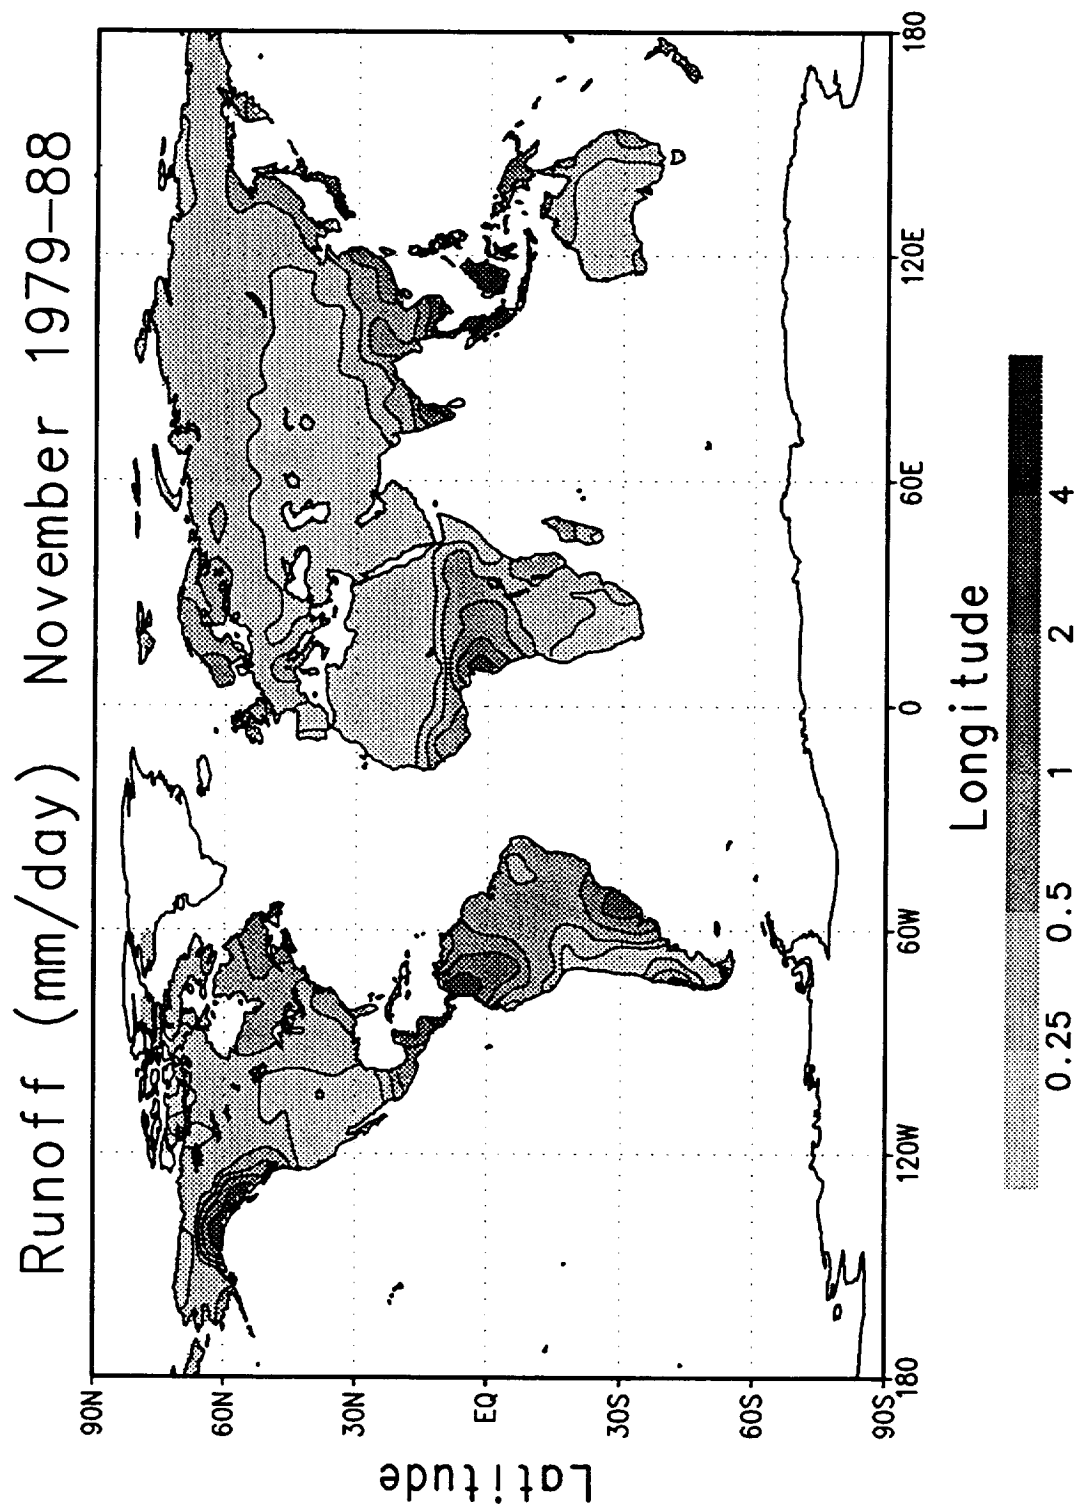 Runoff (mm/day) November 1979–88
90N
60N
30N
EQ
30S
60S
90S
Latitude
180
120W
60W
0
60E
120E
180
Longitude
0.25
0.5
1
2
4